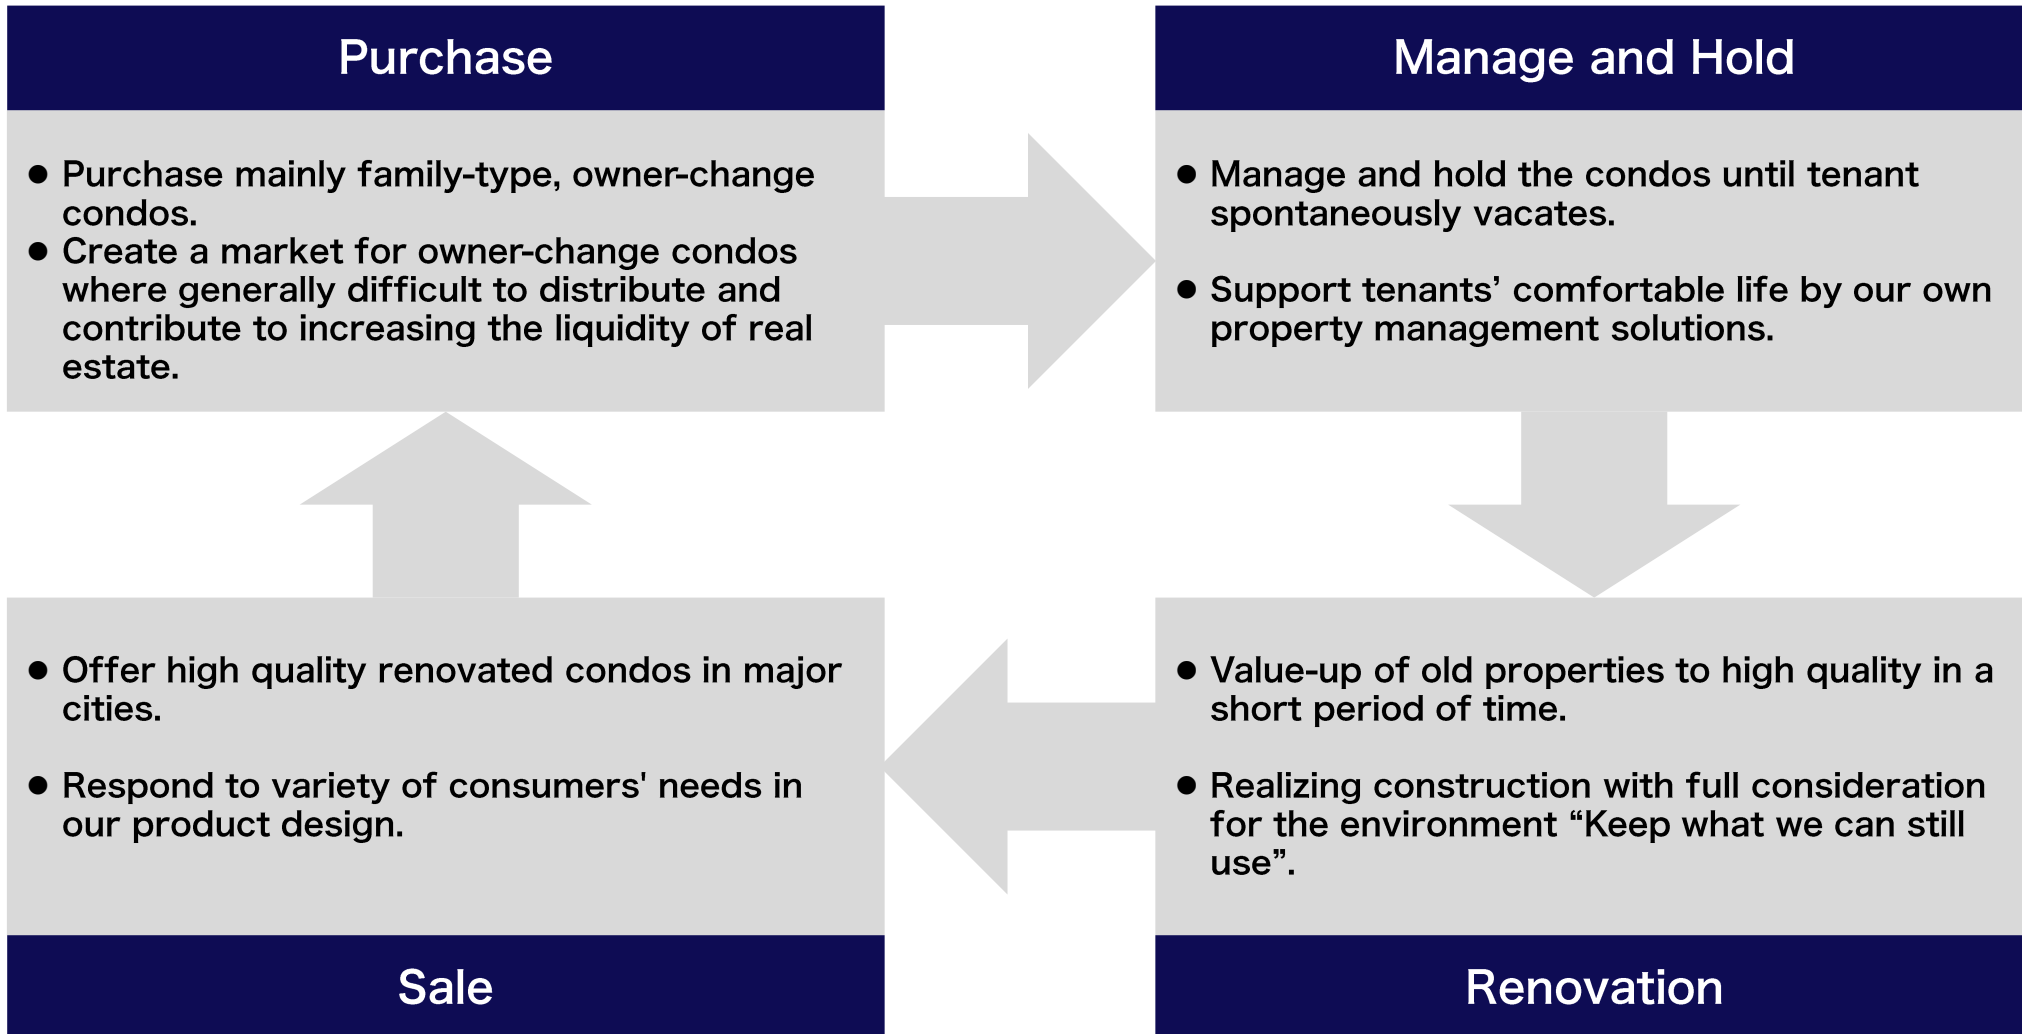 Purchase
● Purchase mainly family-type, owner-change
condos.
● Create a market for owner-change condos
where generally difficult to distribute and
contribute to increasing the liquidity of real
estate.
Manage and Hold
● Manage and hold the condos until tenant
spontaneously vacates.
● Support tenants’ comfortable life by our own
property management solutions.
● Value-up of old properties to high quality in a
short period of time.
● Realizing construction with full consideration
for the environment “Keep what we can still
use”.
Renovation
● Offer high quality renovated condos in major
cities.
● Respond to variety of consumers' needs in
our product design.
Sale